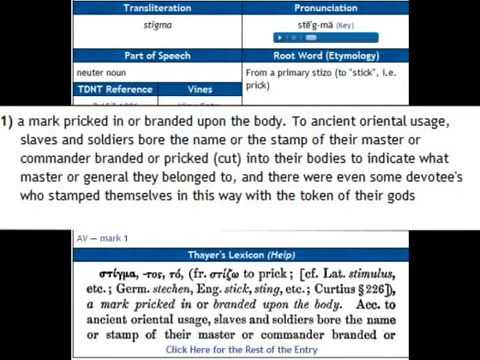 Transliteration
Pronunciation
stigma
stē'g-mä (Key)
Part of Speech
Root Word (Etymology)
neuter noun
From a primary stizo (to "stick", i.e.
prick)
TDNT Reference
Vines
1) a mark pricked in or branded upon the body. To ancient oriental usage,
slaves and soldiers bore the name or the stamp of their master or
commander branded or pricked (cut) into their bodies to indicate what
master or general they belonged to, and there were even some devotee's
who stamped themselves in this way with the token of their gods
AV — mark 1
Thayer's Lexicon (Help)
στίγμα, -τος, τό, (fr. στίζω to prick; [cf. Lat. stimulus,
etc.; Germ. stechen, Eng. stick, sting, etc.; Curtius § 226]),
a mark pricked in or branded upon the body. Acc. to
ancient oriental usage, slaves and soldiers bore the name
or stamp of their master or commander branded or
Click Here for the Rest of the Entry